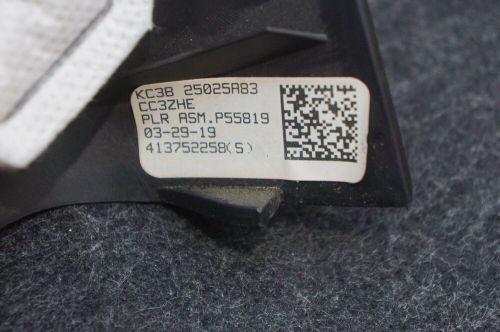 KC3B 25025A83
CC3ZHE
PLR ASM.P55819
03-29-19
413752258(S)